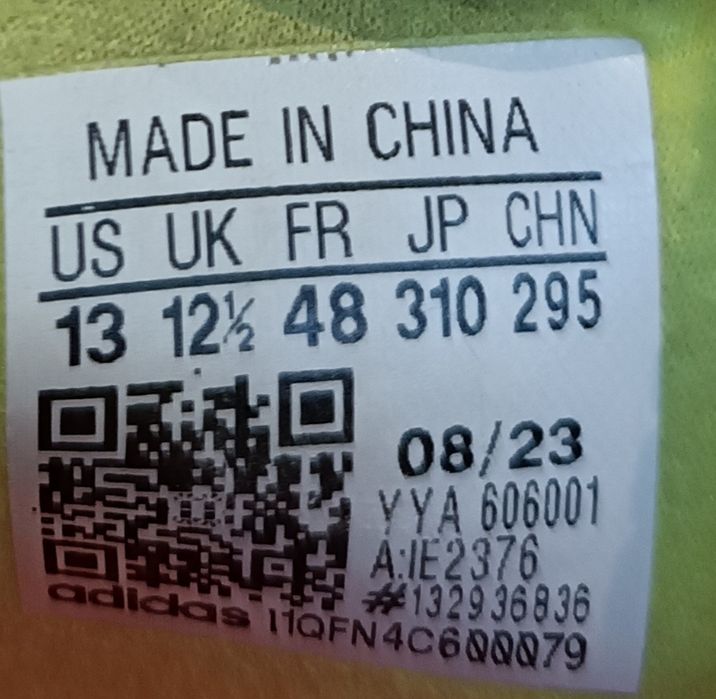 MADE IN CHINA
US UK FR JP CHN
13 12½ 48 310 295
08/23
YYA 606001
A:IE2376
#132936836
adidas I1QFN4C600079